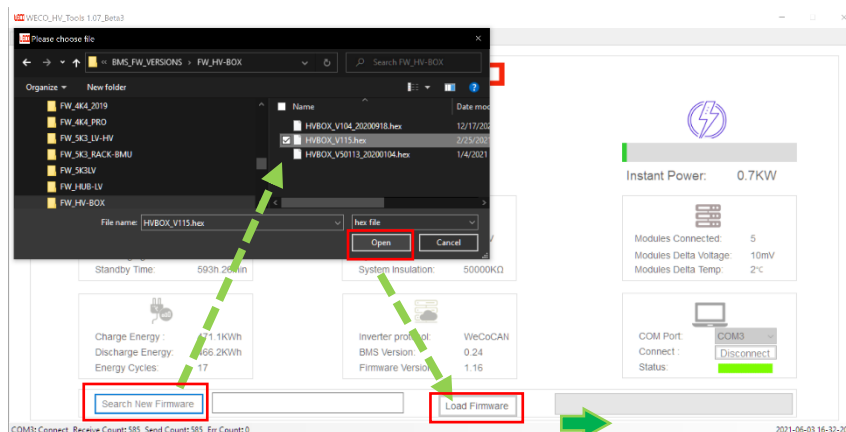 WECO_HV_Tools 1.07_Beta3
Please choose file
« BMS_FW_VERSIONS › FW_HV-BOX
Search FW_HV-BOX
Organize
New folder
FW_4K4_2019
FW_4K4_PRO
FW_5K3_LV-HV
FW_5K3_RACK-BMU
FW_5K3LV
FW_HUB-LV
FW_HV-BOX
Name
Date mod
HVBOX_V104_20200918.hex
12/17/202
HVBOX_V115.hex
2/25/2021
HVBOX_V50113_20200104.hex
1/4/2021
File name:
HVBOX_V115.hex
hex file
Open
Cancel
Instant Power: 0.7KW
Modules Connected: 5
Modules Delta Voltage: 10mV
Modules Delta Temp: 2℃
Standby Time: 593h.26min
System Insulation: 50000KΩ
Charge Energy : 471.1KWh
Discharge Energy: 466.2KWh
Energy Cycles: 17
Inverter protocol: WeCoCAN
BMS Version: 0.24
Firmware Version: 1.16
COM Port: COM3
Connect : Disconnect
Status:
Search New Firmware
Load Firmware
COM3: Connect Receive Count: 585 Send Count: 585 Err Count: 0
2021-06-03 16-32-20